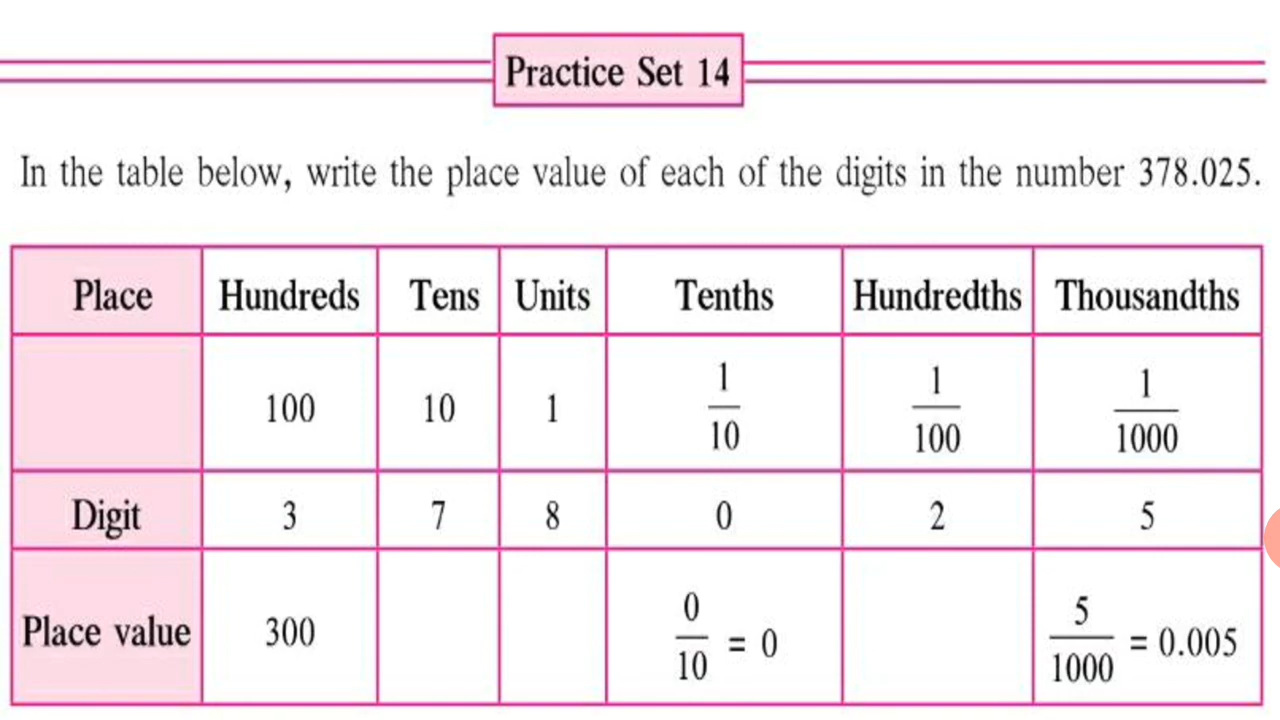 Practice Set 14
In the table below, write the place value of each of the digits in the number 378.025.
Place Hundreds Tens Units Tenths Hundredths Thousandths
100 10 1 1/10 1/100 1/1000
Digit 3 7 8 0 2 5
Place value 300 0/10 = 0 5/1000 = 0.005